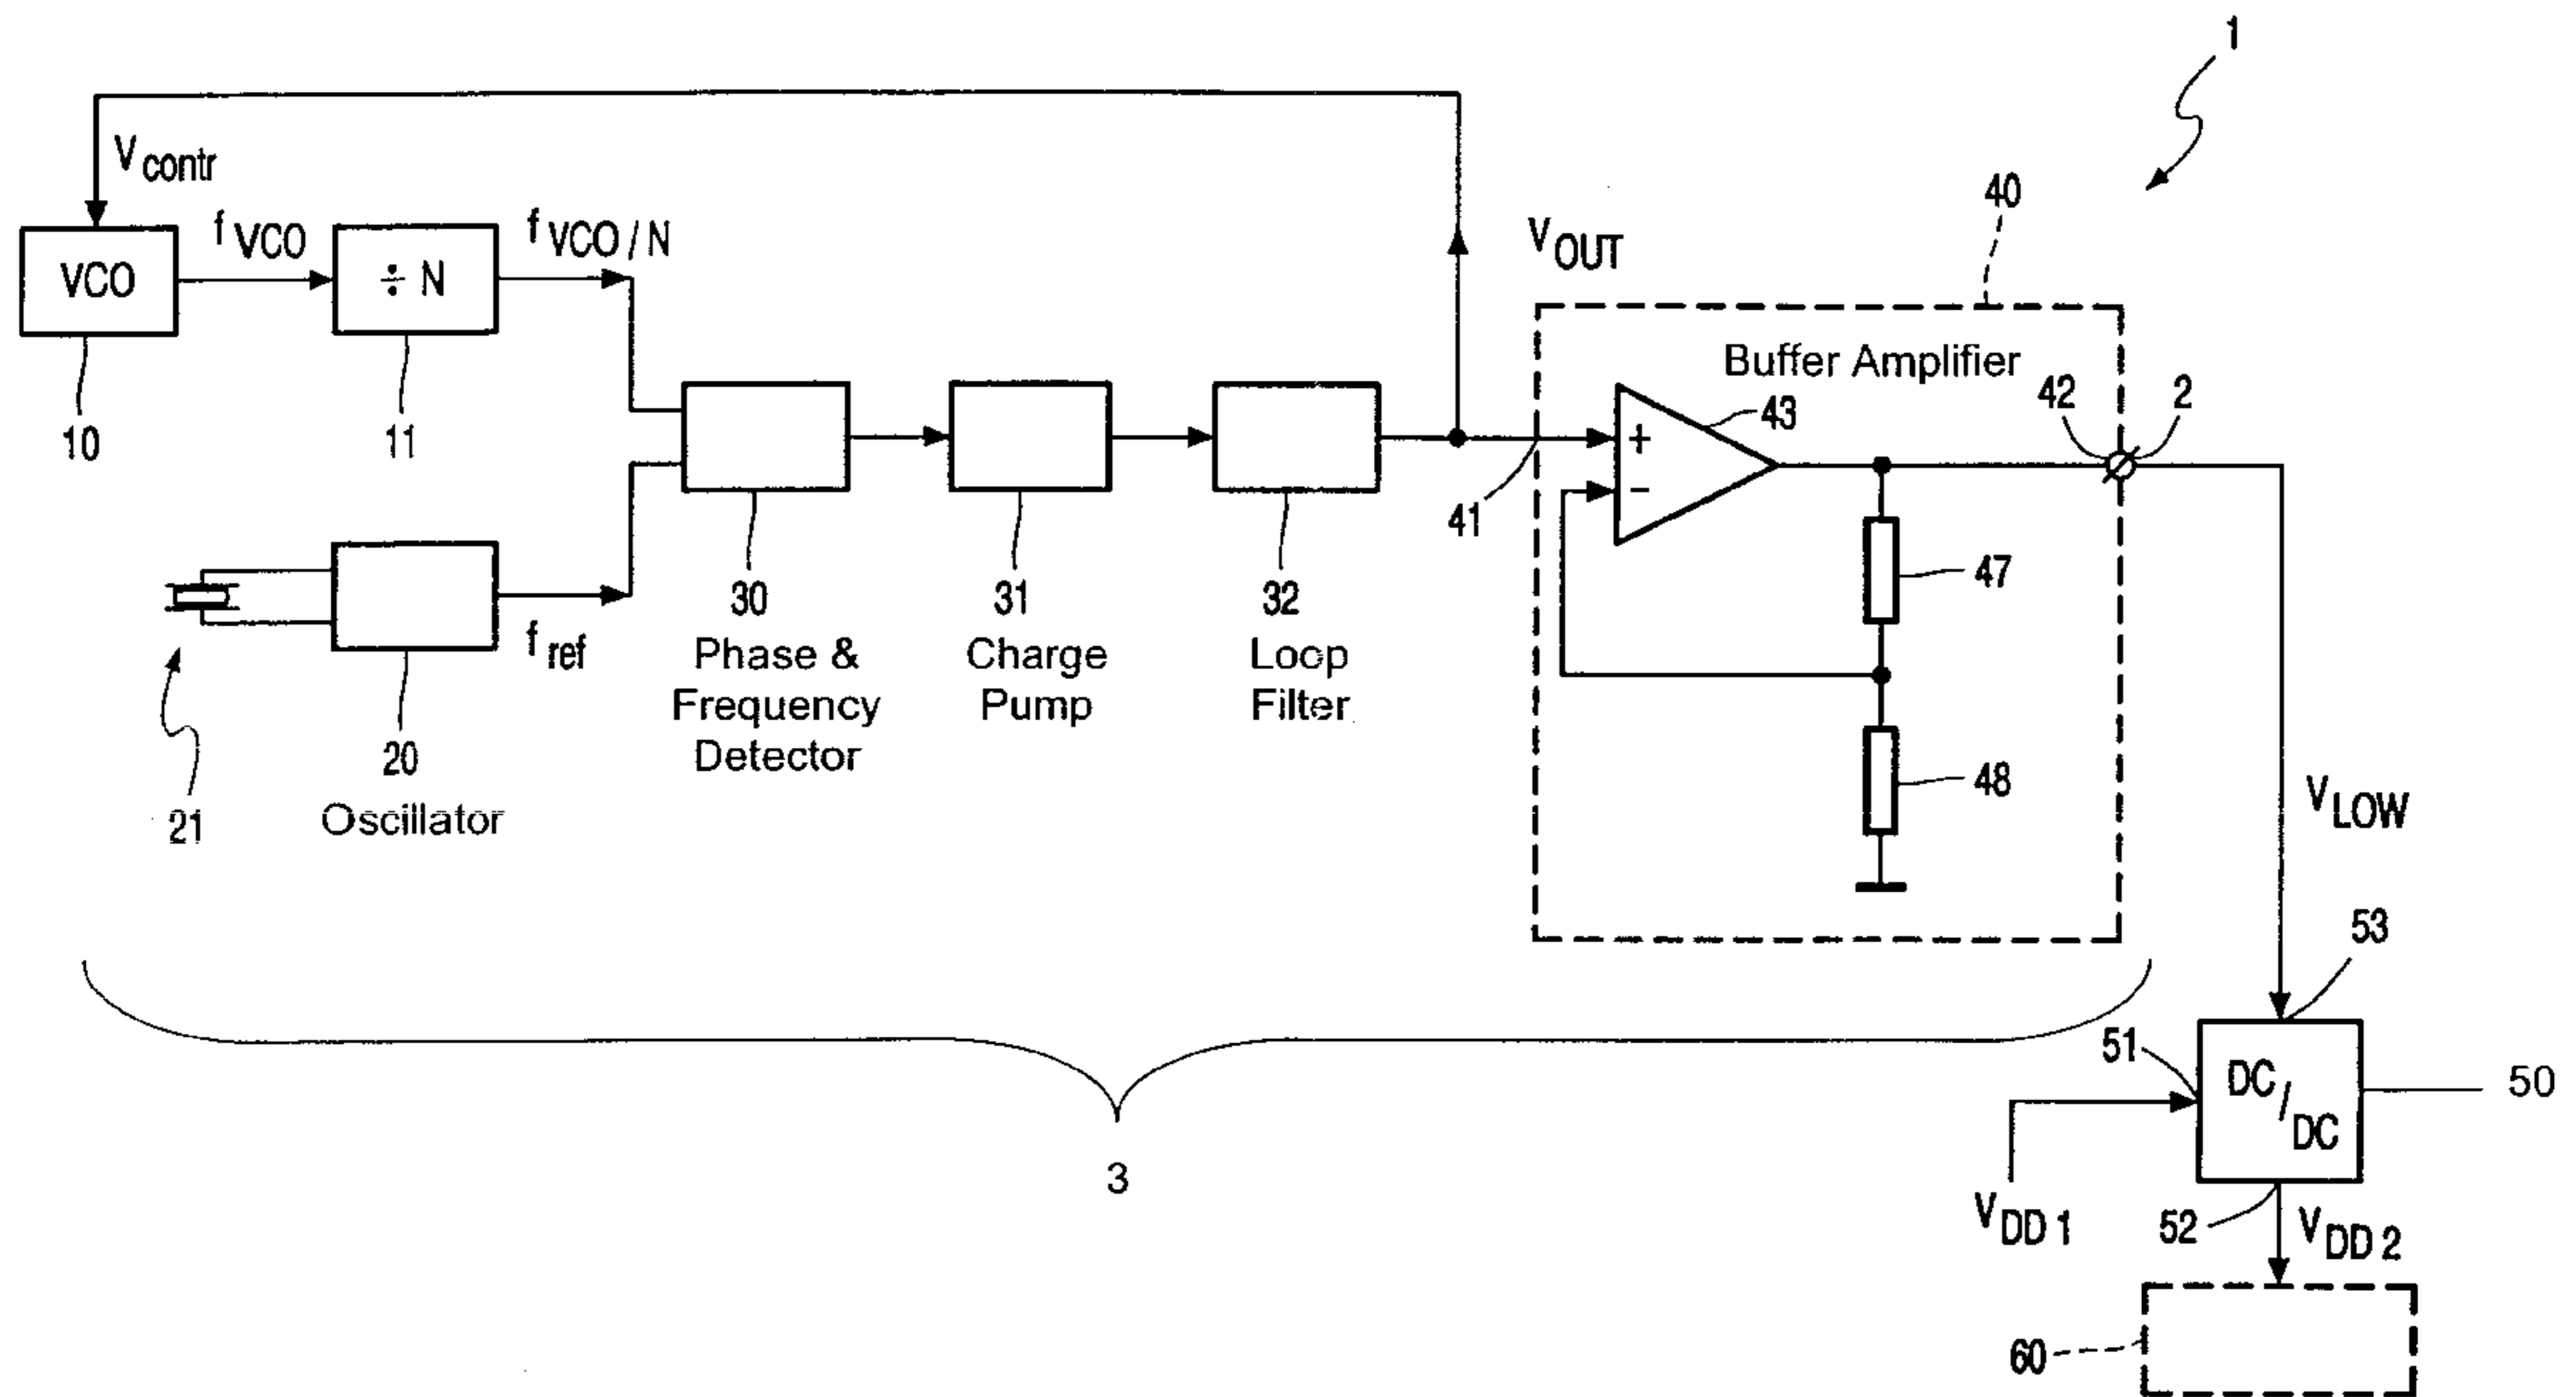 1
V contr
40
f VCO
f VCO / N
V OUT
VCO
÷ N
Buffer Amplifier
42
2
43
+
−
10
11
41
47
30
31
32
f ref
Phase &
Frequency
Detector
Charge
Pump
Loop
Filter
20
21
Oscillator
48
V LOW
53
51
DC / DC
50
3
V DD 1
52
V DD 2
60